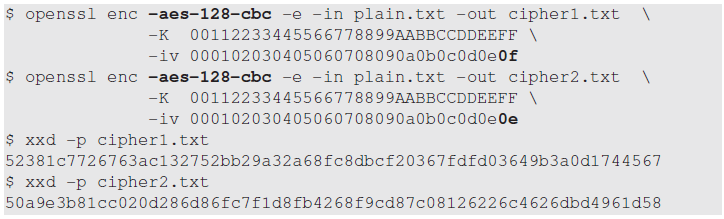 $ openssl enc -aes-128-cbc -e -in plain.txt -out cipher1.txt \
-K 00112233445566778899AABBCCDDEEFF \
-iv 000102030405060708090a0b0c0d0e0f
$ openssl enc -aes-128-cbc -e -in plain.txt -out cipher2.txt \
-K 00112233445566778899AABBCCDDEEFF \
-iv 000102030405060708090a0b0c0d0e0e
$ xxd -p cipher1.txt
52381c7726763ac132752bb29a32a68fc8dbcf20367fdfd03649b3a0d1744567
$ xxd -p cipher2.txt
50a9e3b81cc020d286d86fc7f1d8fb4268f9cd87c08126226c4626dbd4961d58